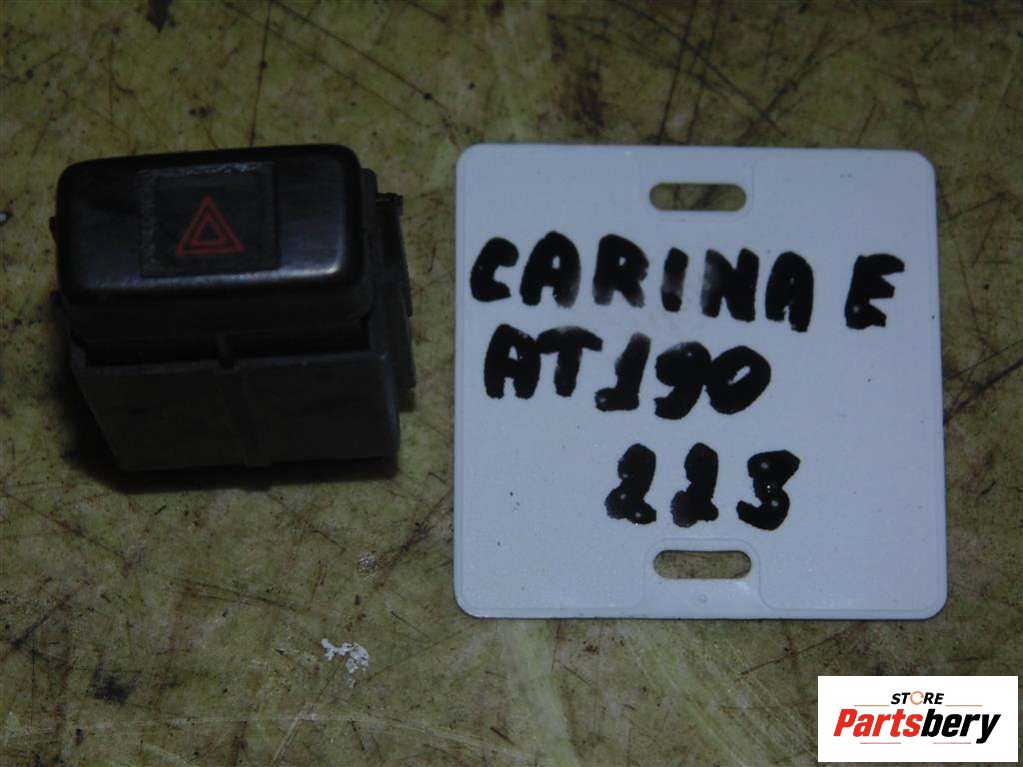 CARINA E
AT190
223
STORE
Partsbery